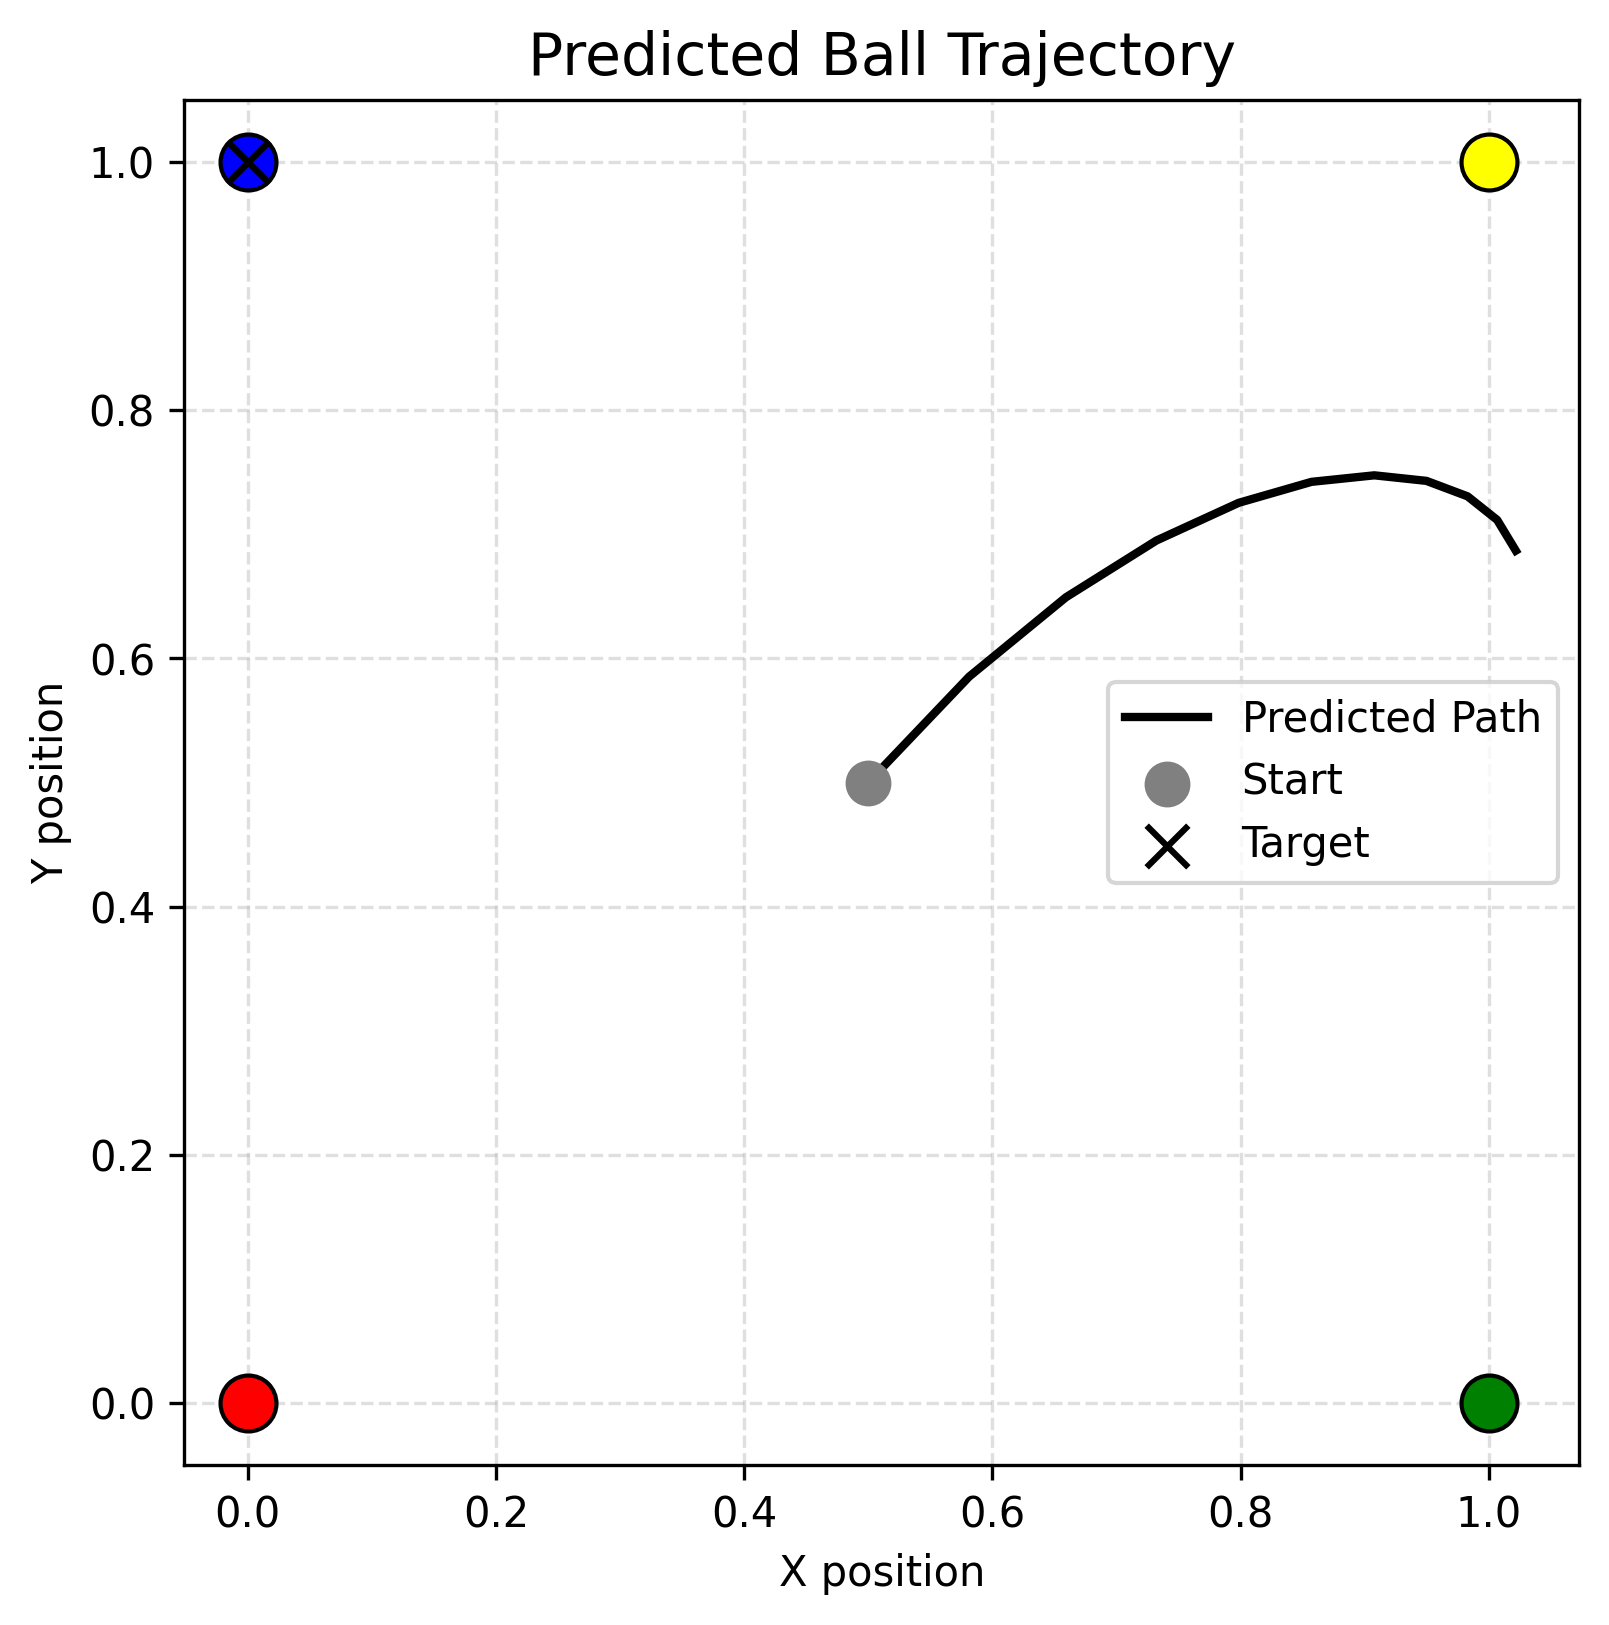 Predicted Ball Trajectory
1.0
0.8
0.6
0.4
0.2
0.0
Y position
Predicted Path
Start
Target
0.0 0.2 0.4 0.6 0.8 1.0
X position